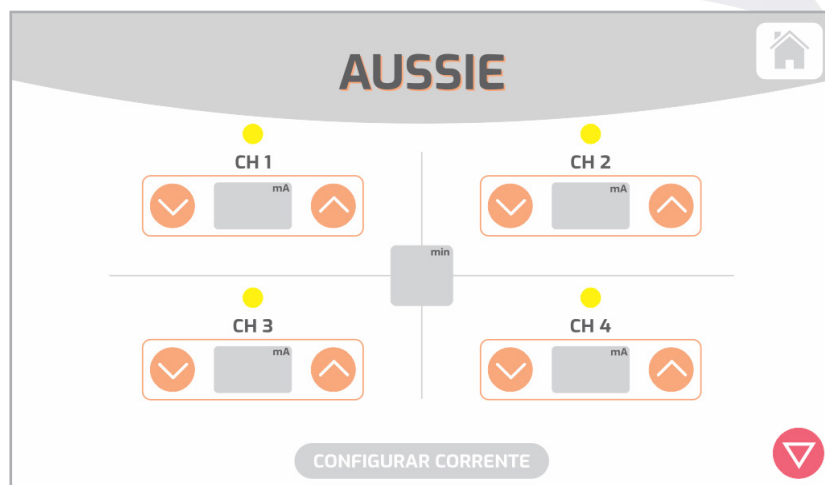 AUSSIE
CH 1
mA
CH 2
mA
min
CH 3
mA
CH 4
mA
CONFIGURAR CORRENTE